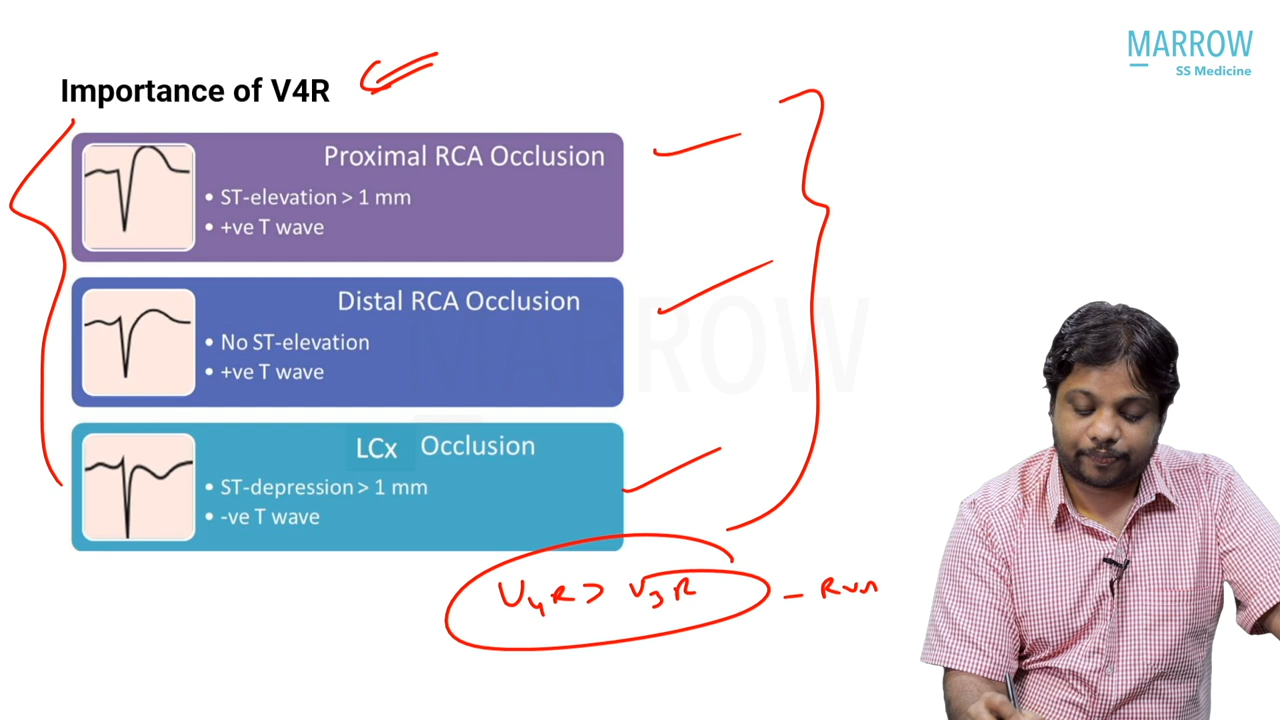 MARROW
SS Medicine
Importance of V4R
Proximal RCA Occlusion
• ST-elevation > 1 mm
• +ve T wave
Distal RCA Occlusion
• No ST-elevation
• +ve T wave
LCx Occlusion
• ST-depression > 1 mm
• -ve T wave
MARROW
V4R > V3R